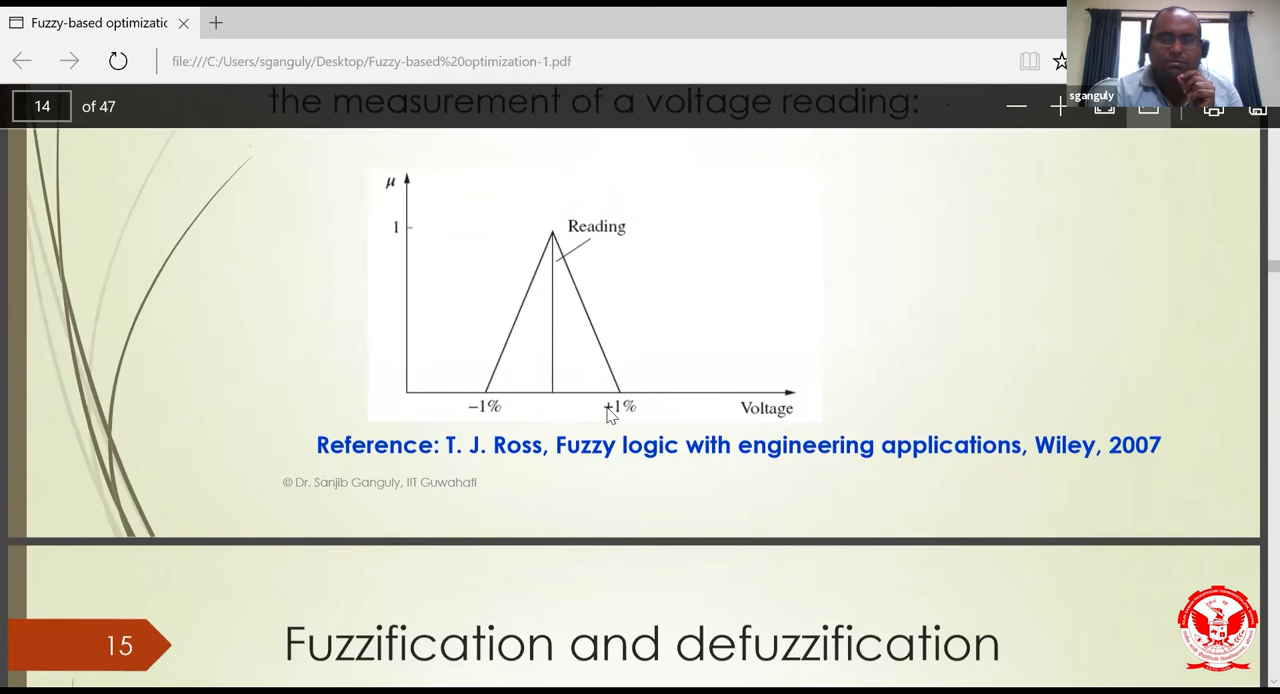 Fuzzy-based optimizatic
file:///C:/Users/sganguly/Desktop/Fuzzy-based%20optimization-1.pdf
sganguly
14 of 47
the measurement of a voltage reading:
μ
1
Reading
−1%
+1%
Voltage
Reference: T. J. Ross, Fuzzy logic with engineering applications, Wiley, 2007
© Dr. Sanjib Ganguly, IIT Guwahati
15
Fuzzification and defuzzification